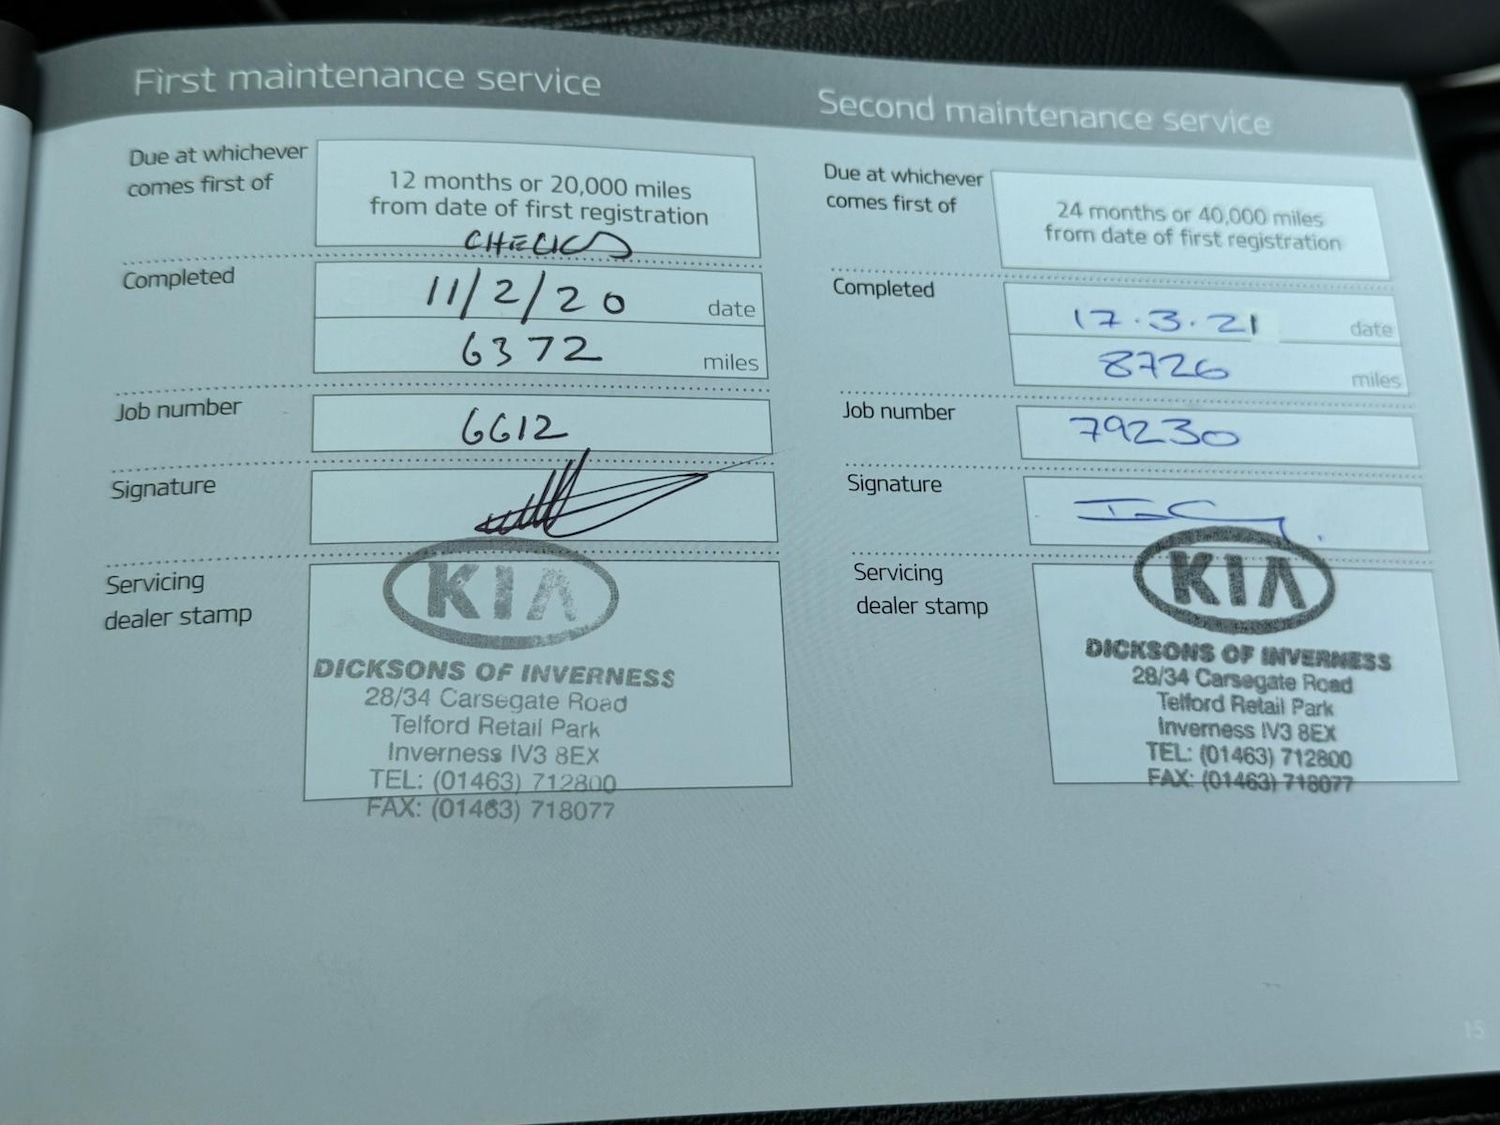 First maintenance service
Due at whichever
comes first of
12 months or 20,000 miles
from date of first registration
CHECKS
Completed
11/2/20 date
6372 miles
Job number
6612
Signature
Servicing
dealer stamp
KIA
DICKSONS OF INVERNESS
28/34 Carsegate Road
Telford Retail Park
Inverness IV3 8EX
TEL: (01463) 712800
FAX: (01463) 718077
Second maintenance service
Due at whichever
comes first of
24 months or 40,000 miles
from date of first registration
Completed
17.3.21 date
8726 miles
Job number
79230
Signature
Servicing
dealer stamp
KIA
DICKSONS OF INVERNESS
28/34 Carsegate Road
Telford Retail Park
Inverness IV3 8EX
TEL: (01463) 712800
FAX: (01463) 718077
15